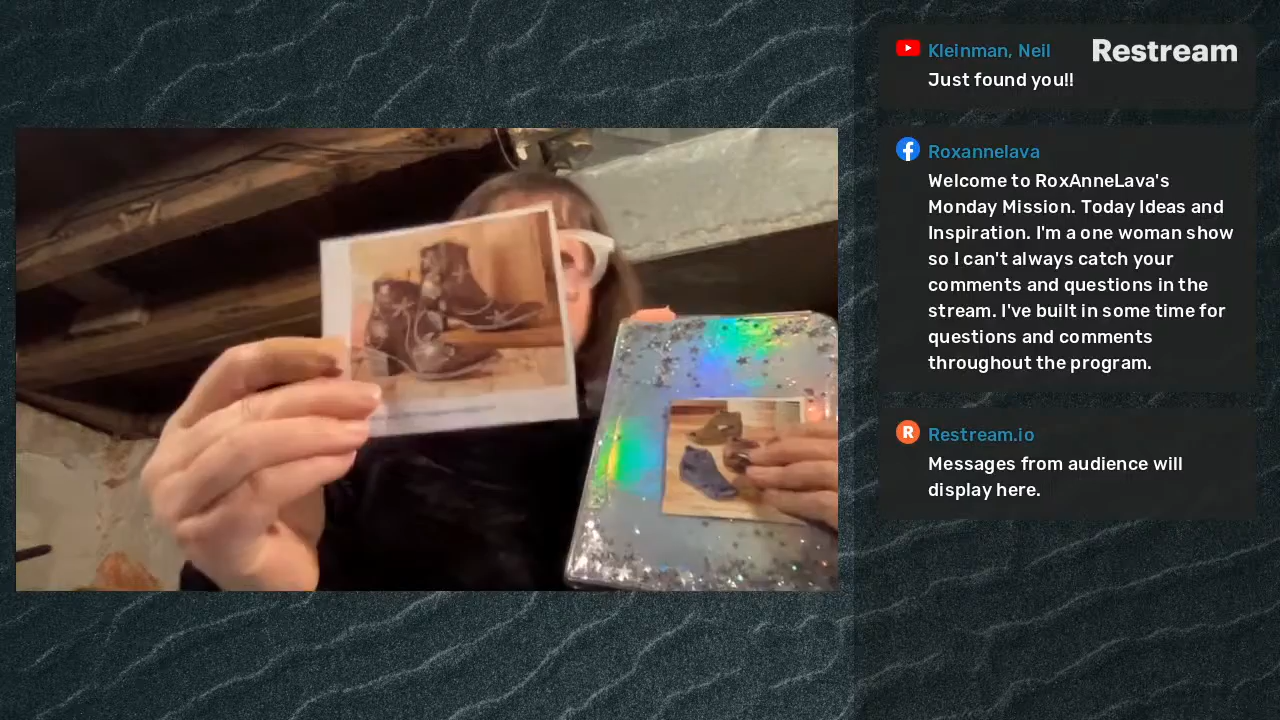 Kleinman, Neil
Restream
Just found you!!
Roxannelava
Welcome to RoxAnneLava's
Monday Mission. Today Ideas and
Inspiration. I'm a one woman show
so I can't always catch your
comments and questions in the
stream. I've built in some time for
questions and comments
throughout the program.
R
Restream.io
Messages from audience will
display here.